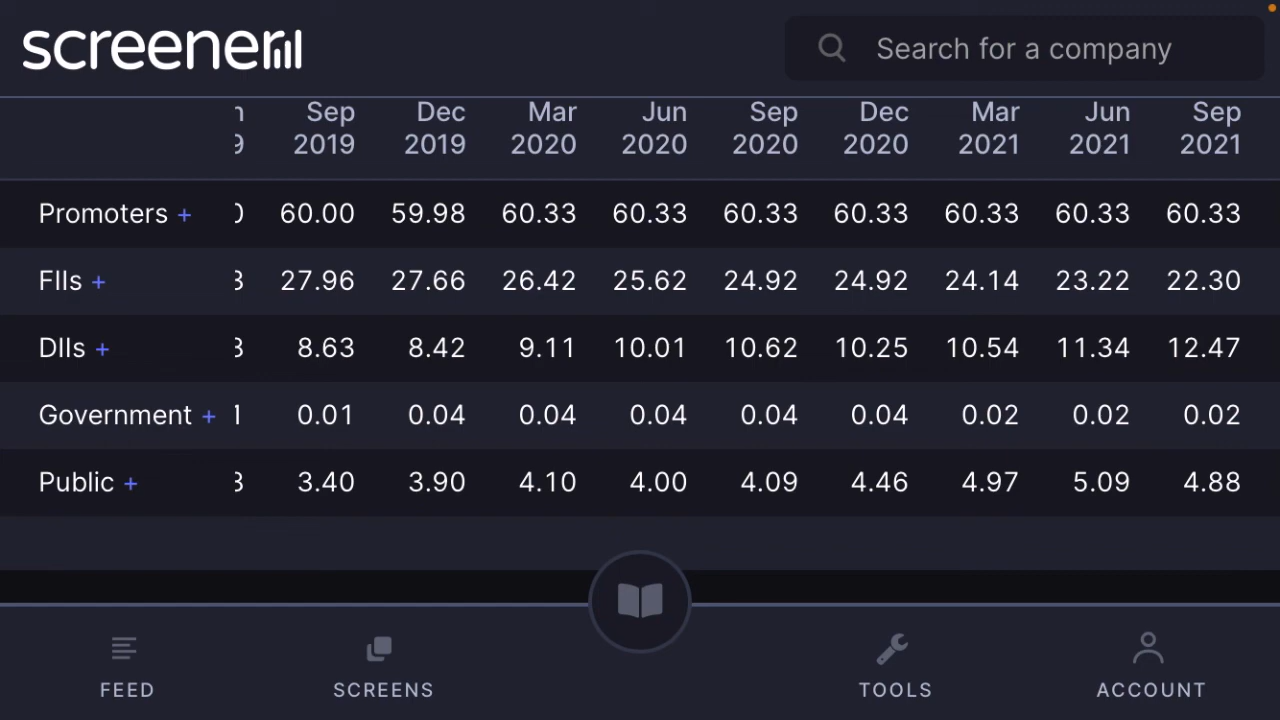 screener
Search for a company
n Sep Dec Mar Jun Sep Dec Mar Jun Sep
9 2019 2019 2020 2020 2020 2020 2021 2021 2021
Promoters + 0 60.00 59.98 60.33 60.33 60.33 60.33 60.33 60.33 60.33
FIIs + 3 27.96 27.66 26.42 25.62 24.92 24.92 24.14 23.22 22.30
DIIs + 3 8.63 8.42 9.11 10.01 10.62 10.25 10.54 11.34 12.47
Government + 1 0.01 0.04 0.04 0.04 0.04 0.04 0.02 0.02 0.02
Public + 3 3.40 3.90 4.10 4.00 4.09 4.46 4.97 5.09 4.88
FEED SCREENS TOOLS ACCOUNT